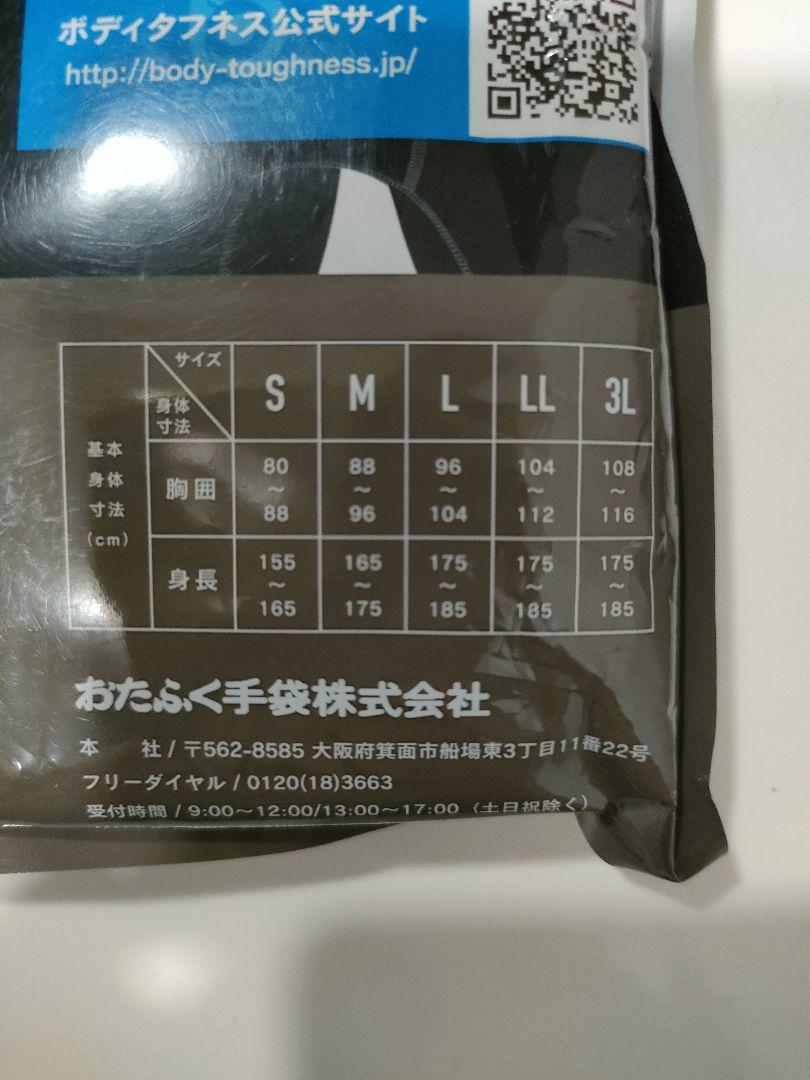 ボディタフネス公式サイト
http://body-toughness.jp/
サイズ
身体
寸法
S M L LL 3L
基本
身体
寸法
(cm)
胸囲 80〜88 88〜96 96〜104 104〜112 108〜116
身長 155〜165 165〜175 175〜185 175〜185 175〜185
おたふく手袋株式会社
本 社/〒562-8585 大阪府箕面市船場東3丁目11番22号
フリーダイヤル/0120(18)3663
受付時間/9:00〜12:00/13:00〜17:00（土日祝除く）